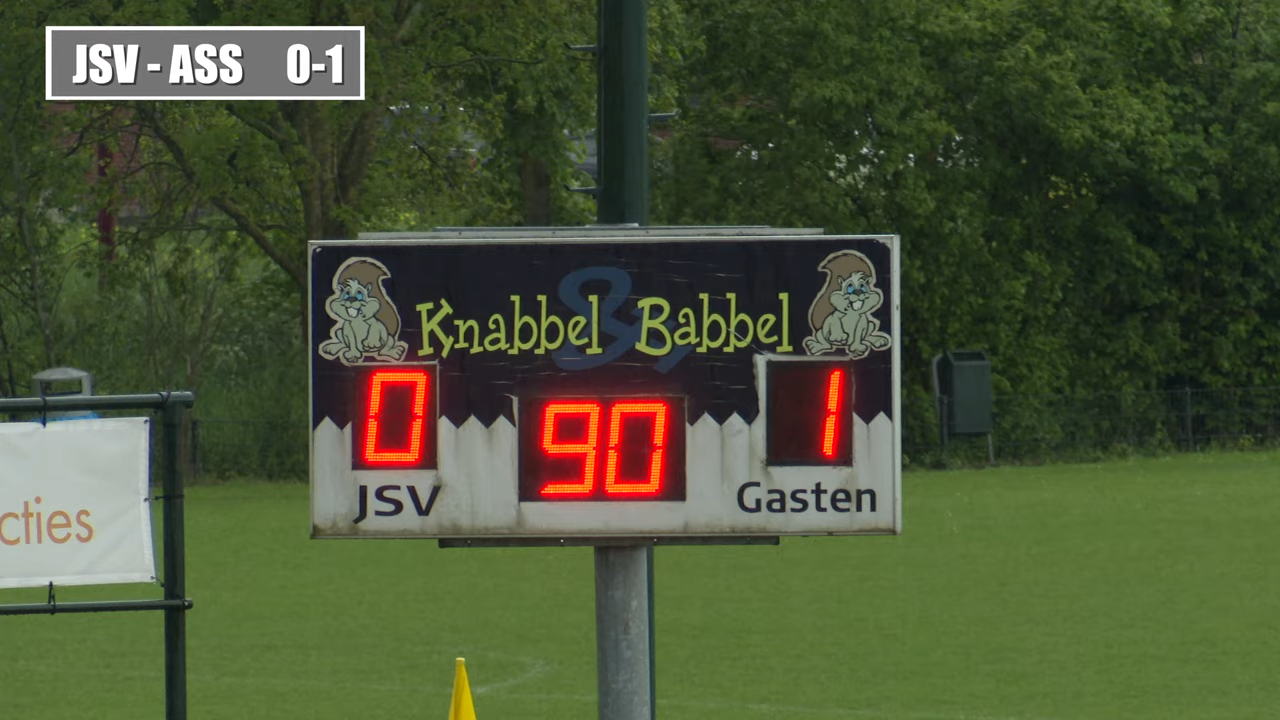 JSV - ASS 0-1
Knabbel & Babbel
0 90 1
JSV Gasten
cties